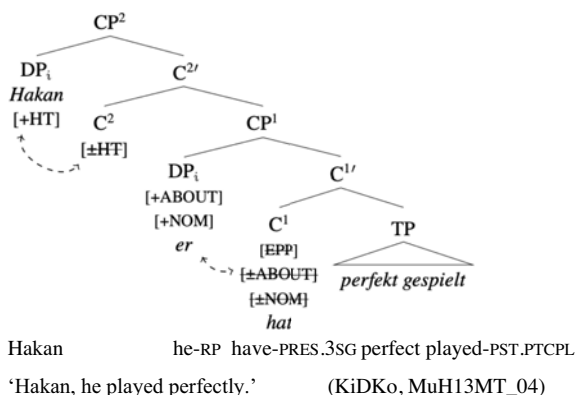 CP²
DPᵢ C²′
Hakan
[+HT] C² CP¹
[±HT]
DPᵢ C¹′
[+ABOUT]
[+NOM] C¹ TP
er [EPP]
[±ABOUT] perfekt gespielt
[±NOM]
hat
Hakan he-RP have-PRES.3SG perfect played-PST.PTCPL
‘Hakan, he played perfectly.’ (KiDKo, MuH13MT_04)